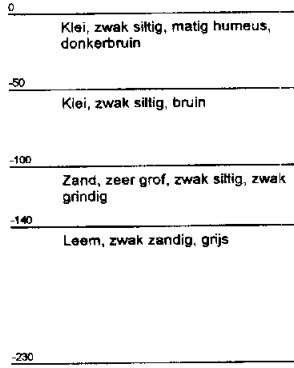 0
Klei, zwak siltig, matig humeus,
donkerbruin
-50
Klei, zwak siltig, bruin
-100
Zand, zeer grof, zwak siltig, zwak
grindig
-140
Leem, zwak zandig, grijs
-230